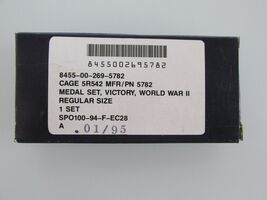 8455002695782
8455-00-269-5782
CAGE 5R542 MFR/PN 5782
MEDAL SET, VICTORY, WORLD WAR II
REGULAR SIZE
1 SET
SPO100-94-F-EC28
A 01/95